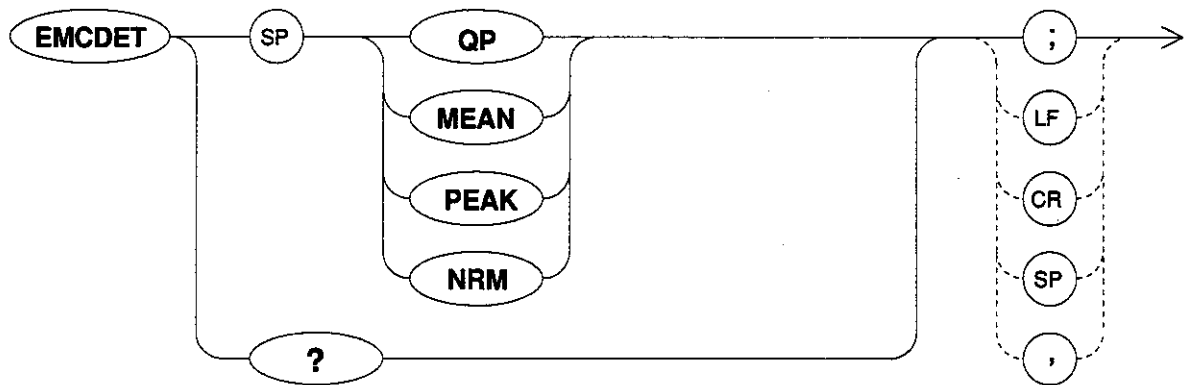 EMCDET SP QP ;
MEAN LF
PEAK CR
NRM SP
? ,